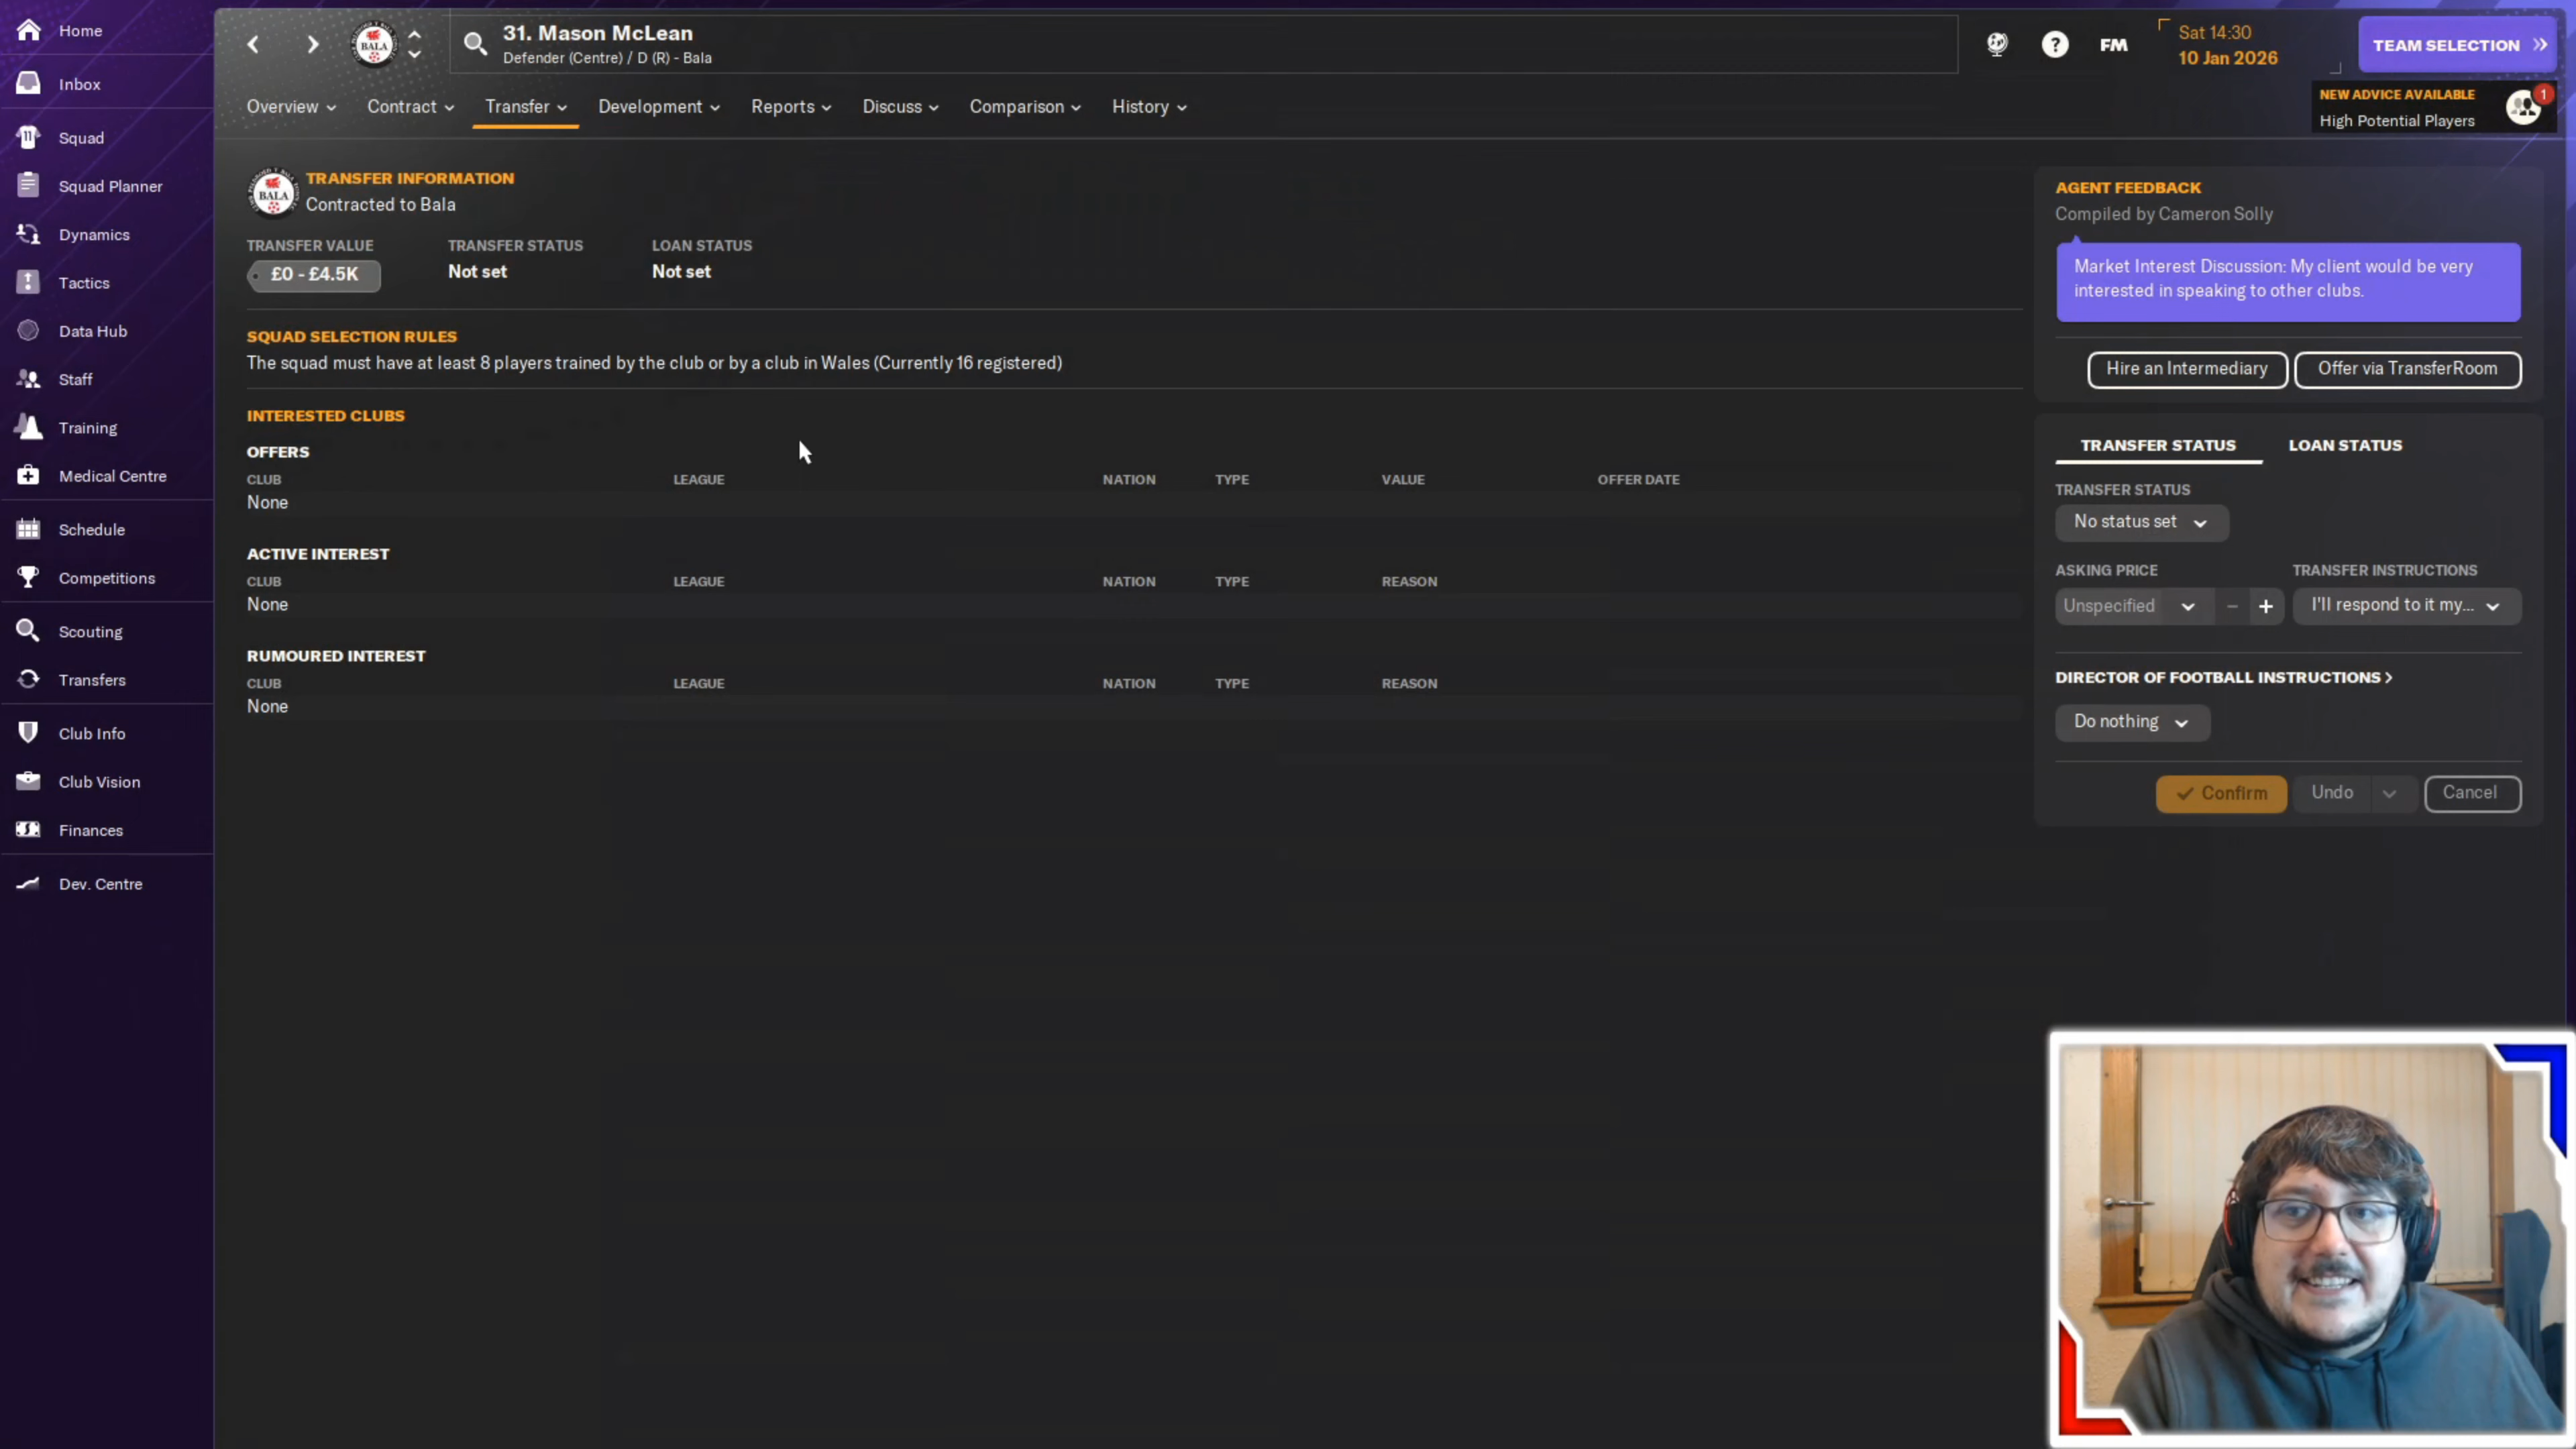 Home
Inbox
Squad
Squad Planner
Dynamics
Tactics
Data Hub
Staff
Training
Medical Centre
Schedule
Competitions
Scouting
Transfers
Club Info
Club Vision
Finances
Dev. Centre
BALA
31. Mason McLean
Defender (Centre) / D (R) - Bala
?
FM
Sat 14:30
10 Jan 2026
TEAM SELECTION
Overview
Contract
Transfer
Development
Reports
Discuss
Comparison
History
NEW ADVICE AVAILABLE
High Potential Players
1
BALA
TRANSFER INFORMATION
Contracted to Bala
TRANSFER VALUE
TRANSFER STATUS
LOAN STATUS
£0 - £4.5K
Not set
Not set
SQUAD SELECTION RULES
The squad must have at least 8 players trained by the club or by a club in Wales (Currently 16 registered)
INTERESTED CLUBS
OFFERS
CLUB LEAGUE NATION TYPE VALUE OFFER DATE
None
ACTIVE INTEREST
CLUB LEAGUE NATION TYPE REASON
None
RUMOURED INTEREST
CLUB LEAGUE NATION TYPE REASON
None
AGENT FEEDBACK
Compiled by Cameron Solly
Market Interest Discussion: My client would be very
interested in speaking to other clubs.
Hire an Intermediary
Offer via TransferRoom
TRANSFER STATUS
LOAN STATUS
TRANSFER STATUS
No status set
ASKING PRICE
TRANSFER INSTRUCTIONS
Unspecified
I'll respond to it my...
DIRECTOR OF FOOTBALL INSTRUCTIONS
Do nothing
Confirm
Undo
Cancel